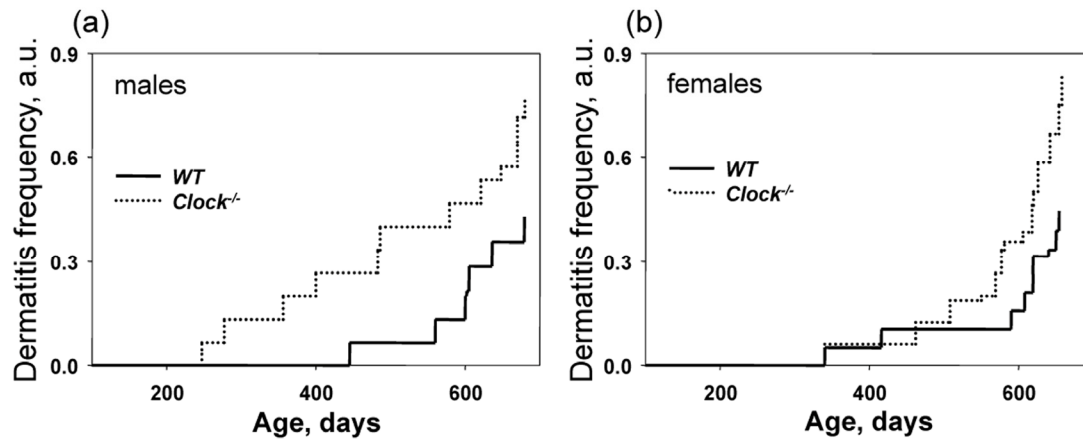 (a)
Dermatitis frequency, a.u.
0.9
0.6
0.3
0.0
males
WT
Clock-/-
200 400 600
Age, days
(b)
Dermatitis frequency, a.u.
0.9
0.6
0.3
0.0
females
WT
Clock-/-
200 400 600
Age, days